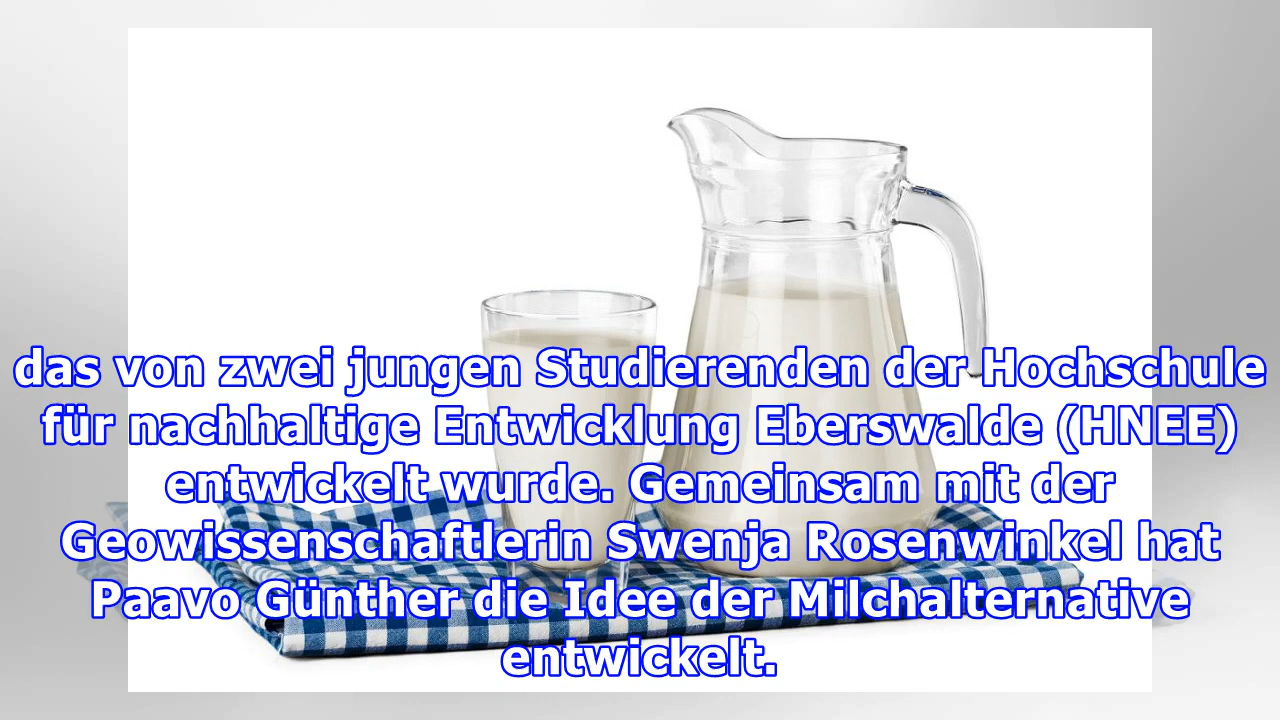 das von zwei jungen Studierenden der Hochschule
für nachhaltige Entwicklung Eberswalde (HNEE)
entwickelt wurde. Gemeinsam mit der
Geowissenschaftlerin Swenja Rosenwinkel hat
Paavo Günther die Idee der Milchalternative
entwickelt.